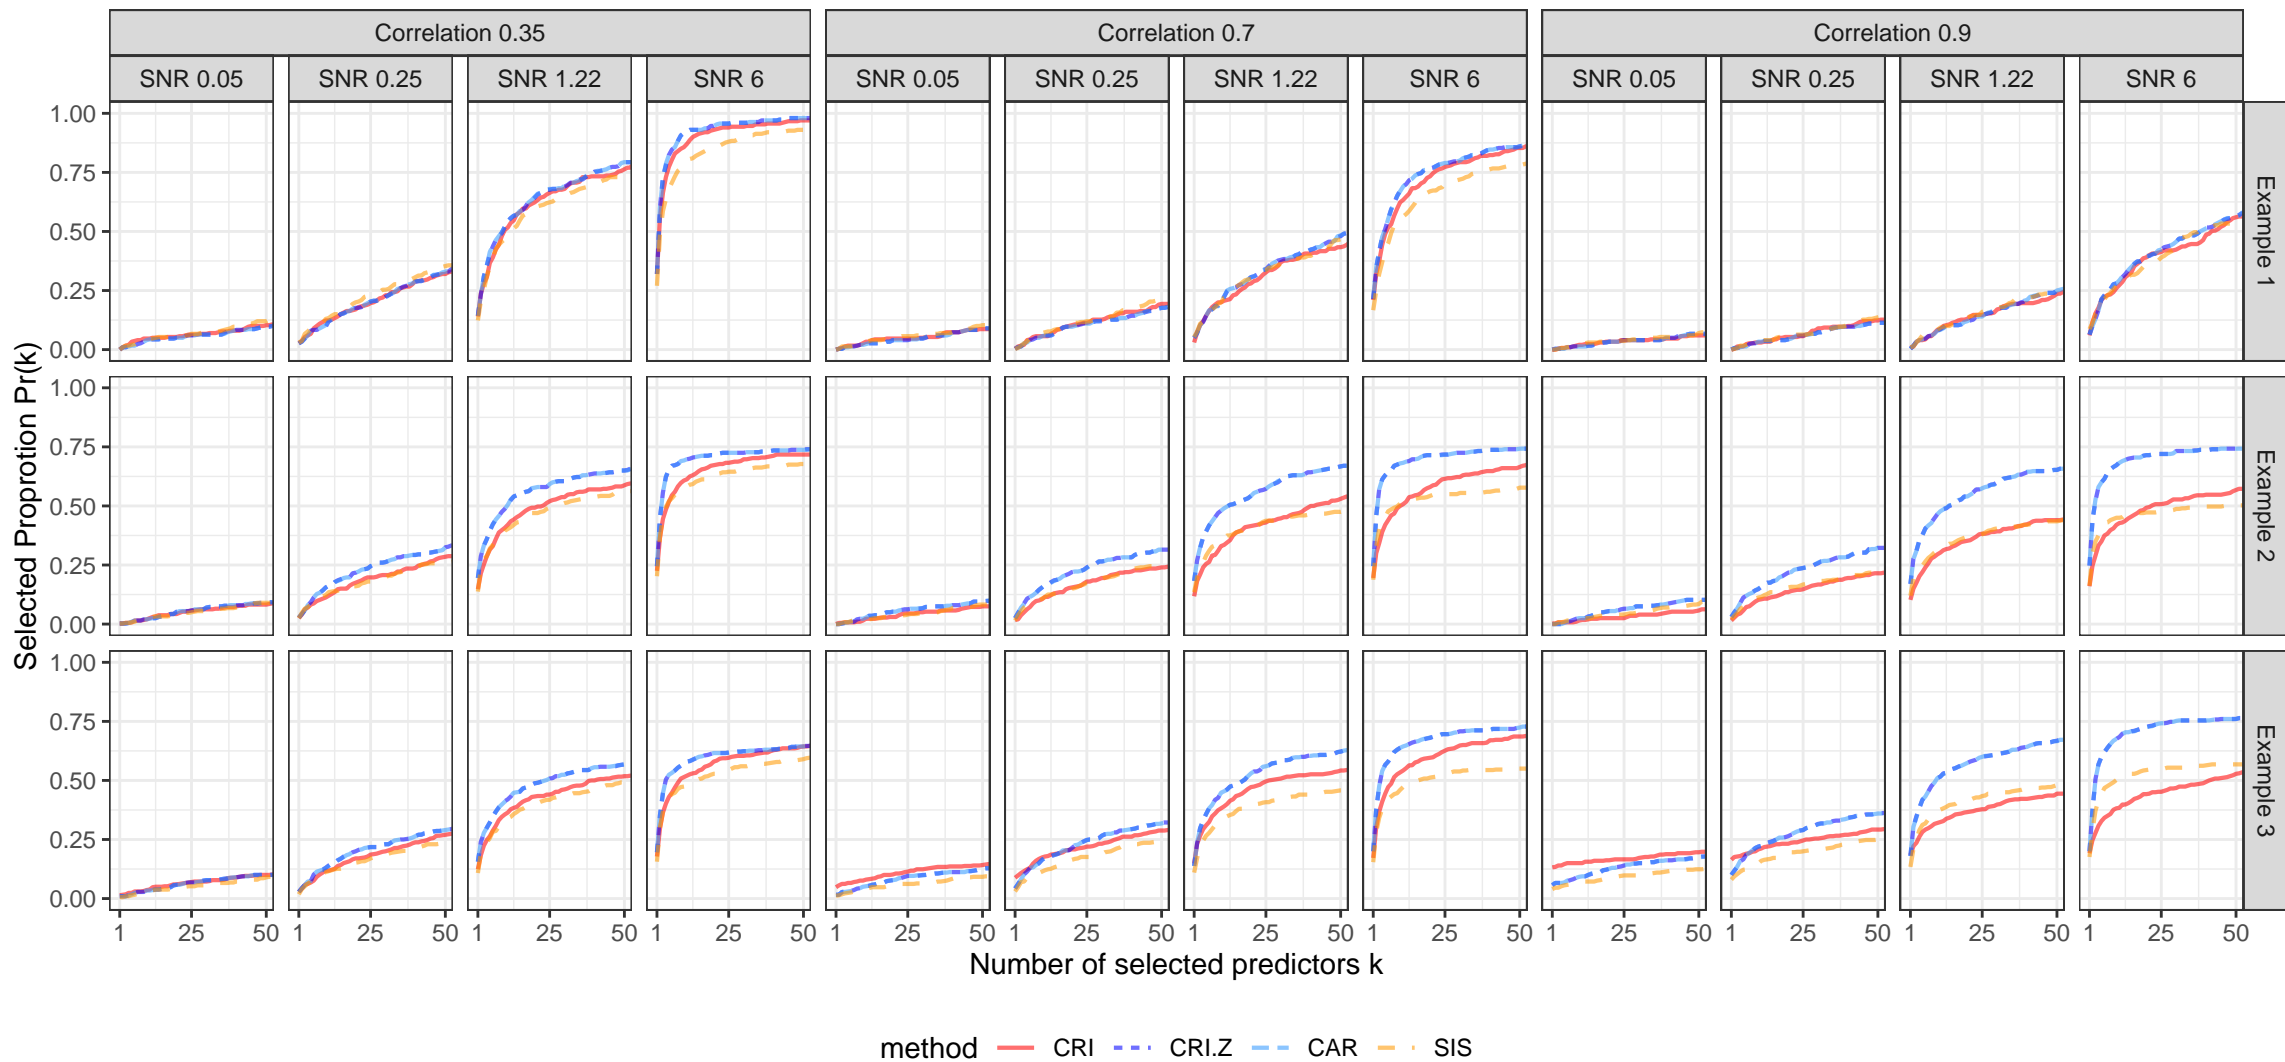 Correlation 0.35 Correlation 0.7 Correlation 0.9
SNR 0.05 SNR 0.25 SNR 1.22 SNR 6 SNR 0.05 SNR 0.25 SNR 1.22 SNR 6 SNR 0.05 SNR 0.25 SNR 1.22 SNR 6
Selected Proprotion Pr(k)
1.00
0.75
0.50
0.25
0.00
Example 1
1.00
0.75
0.50
0.25
0.00
Example 2
1.00
0.75
0.50
0.25
0.00
Example 3
1 25 50 1 25 50 1 25 50 1 25 50 1 25 50 1 25 50 1 25 50 1 25 50 1 25 50 1 25 50 1 25 50 1 25 50
Number of selected predictors k
method CRI CRI.Z CAR SIS